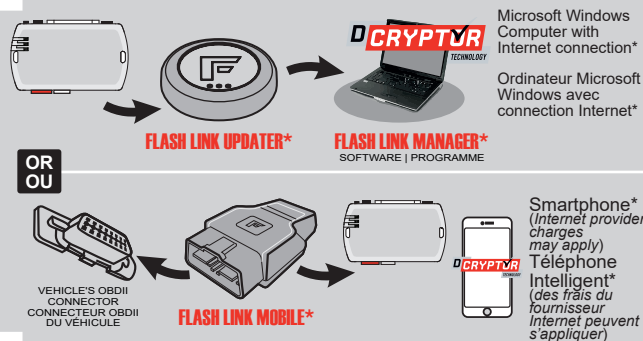 D CRYPTOR
TECHNOLOGY
Microsoft Windows
Computer with
Internet connection*
Ordinateur Microsoft
Windows avec
connection Internet*
F
FLASH LINK UPDATER*
FLASH LINK MANAGER*
SOFTWARE | PROGRAMME
OR
OU
VEHICLE'S OBDII
CONNECTOR
CONNECTEUR OBDII
DU VÉHICULE
F
FLASH LINK MOBILE*
D CRYPTOR
TECHNOLOGY
Smartphone*
(Internet provider
charges
may apply)
Téléphone
Intelligent*
(des frais du
fournisseur
Internet peuvent
s'appliquer)